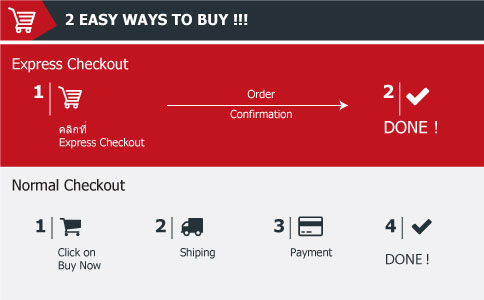 2 EASY WAYS TO BUY !!!
Express Checkout
1
คลิกที่
Express Checkout
Order
Confirmation
2
DONE !
Normal Checkout
1
Click on
Buy Now
2
Shiping
3
Payment
4
DONE !